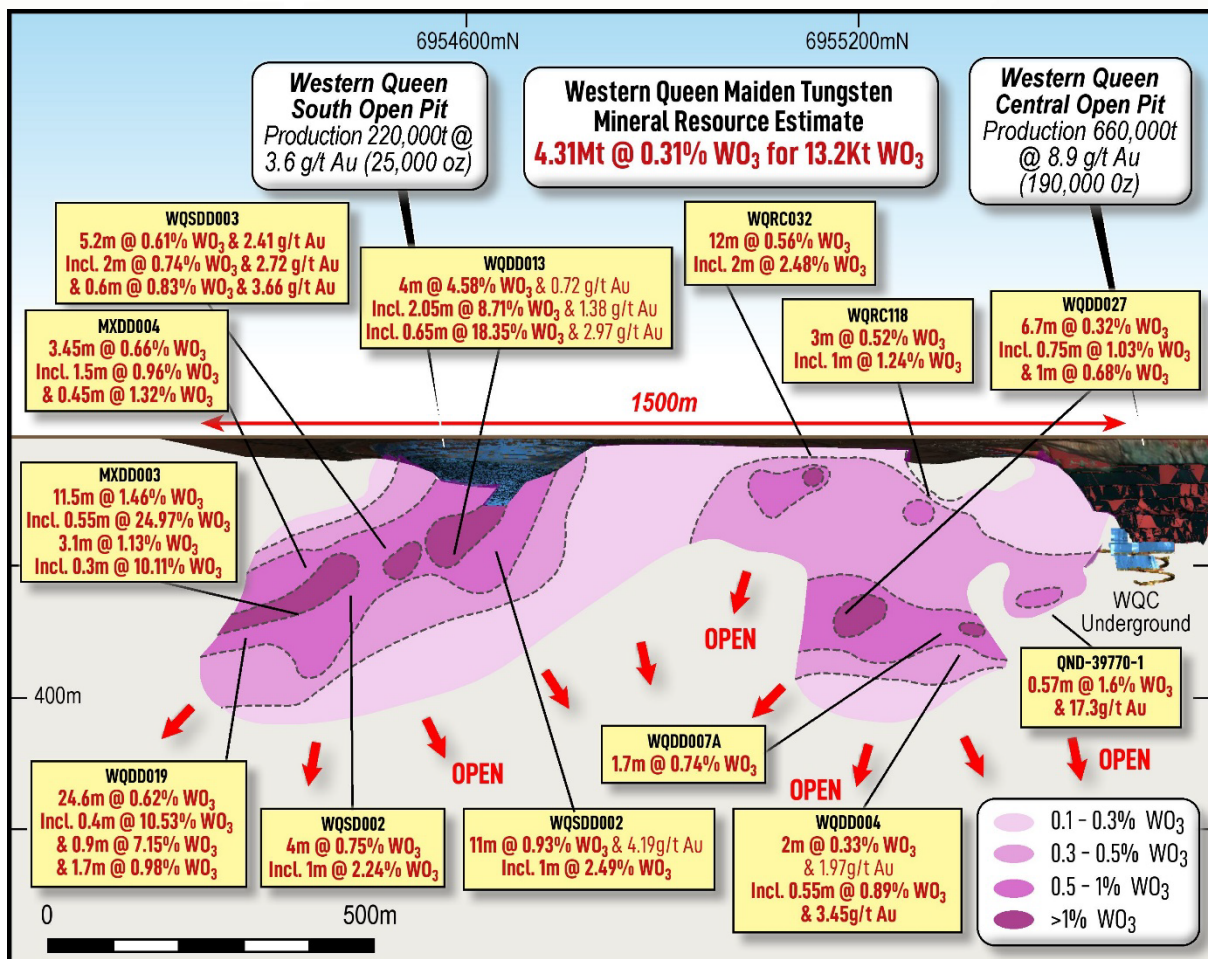 6954600mN
6955200mN
Western Queen
South Open Pit
Production 220,000t @
3.6 g/t Au (25,000 oz)
Western Queen Maiden Tungsten
Mineral Resource Estimate
4.31Mt @ 0.31% WO₃ for 13.2Kt WO₃
Western Queen
Central Open Pit
Production 660,000t
@ 8.9 g/t Au
(190,000 0z)
WQSDD003
5.2m @ 0.61% WO₃ & 2.41 g/t Au
Incl. 2m @ 0.74% WO₃ & 2.72 g/t Au
& 0.6m @ 0.83% WO₃ & 3.66 g/t Au
WQDD013
4m @ 4.58% WO₃ & 0.72 g/t Au
Incl. 2.05m @ 8.71% WO₃ & 1.38 g/t Au
Incl. 0.65m @ 18.35% WO₃ & 2.97 g/t Au
WQRC032
12m @ 0.56% WO₃
Incl. 2m @ 2.48% WO₃
WQRC118
3m @ 0.52% WO₃
Incl. 1m @ 1.24% WO₃
WQDD027
6.7m @ 0.32% WO₃
Incl. 0.75m @ 1.03% WO₃
& 1m @ 0.68% WO₃
MXDD004
3.45m @ 0.66% WO₃
Incl. 1.5m @ 0.96% WO₃
& 0.45m @ 1.32% WO₃
1500m
MXDD003
11.5m @ 1.46% WO₃
Incl. 0.55m @ 24.97% WO₃
3.1m @ 1.13% WO₃
Incl. 0.3m @ 10.11% WO₃
WQC
Underground
OPEN
QND-39770-1
0.57m @ 1.6% WO₃
& 17.3g/t Au
400m
WQDD007A
1.7m @ 0.74% WO₃
OPEN
OPEN
OPEN
WQDD019
24.6m @ 0.62% WO₃
Incl. 0.4m @ 10.53% WO₃
& 0.9m @ 7.15% WO₃
& 1.7m @ 0.98% WO₃
WQSD002
4m @ 0.75% WO₃
Incl. 1m @ 2.24% WO₃
WQSDD002
11m @ 0.93% WO₃ & 4.19g/t Au
Incl. 1m @ 2.49% WO₃
WQDD004
2m @ 0.33% WO₃
& 1.97g/t Au
Incl. 0.55m @ 0.89% WO₃
& 3.45g/t Au
0.1 – 0.3% WO₃
0.3 – 0.5% WO₃
0.5 – 1% WO₃
>1% WO₃
0
500m